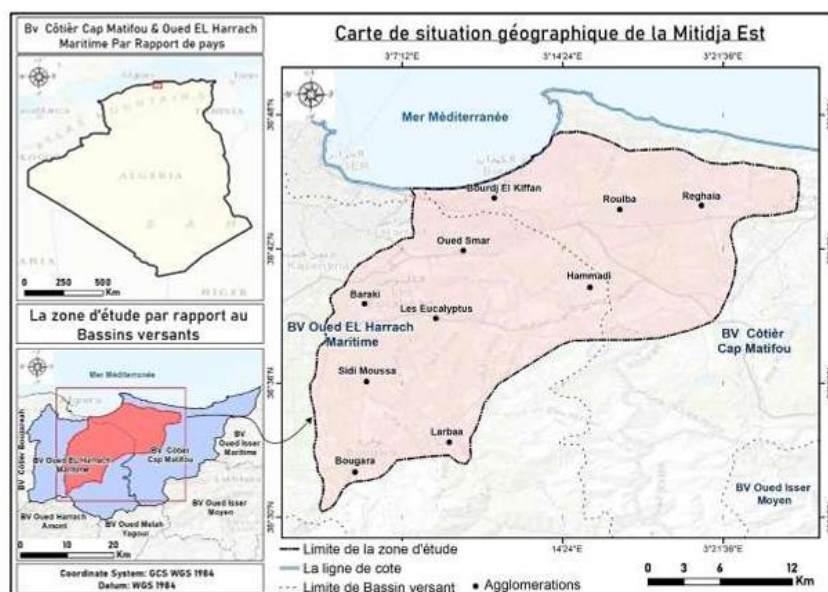 Bv Côtièr Cap Matifou & Oued EL Harrach
Maritime Par Rapport de pays
ALGERIA
NIGER
0 250 500
Km
La zone d'étude par rapport au
Bassins versants
Mer Méditerranée
BV Côtièr Bouzareah
BV Oued EL Harrach
Maritime
BV Côtièr
Cap Matifou
BV
Oued Isser
Maritime
BV Oued Isser
Moyen
BV Oued Harrach
Amont
BV Oued Melah
Yagour
0 10 20
Km
Coordinate System: GCS WGS 1984
Datum: WGS 1984
Carte de situation géographique de la Mitidja Est
3°7'12"E 3°14'24"E 3°21'36"E
36°48'N
36°42'N
36°36'N
36°30'N
Mer Méditerranée
Bourdj El Kiffan
Rouiba
Reghaia
Oued Smar
Hammadi
Baraki
Les Eucalyptus
BV Oued EL Harrach
Maritime
BV Côtièr
Cap Matifou
Sidi Moussa
Larbaa
Bougara
BV Oued Isser
Moyen
14'24"E 3°21'36"E
Limite de la zone d'étude
La ligne de cote
Limite de Bassin versant
Agglomerations
0 3 6 12
Km